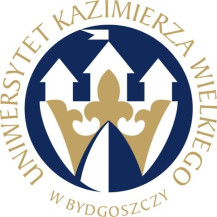 UNIWERSYTET KAZIMIERZA WIELKIEGO
W BYDGOSZCZY